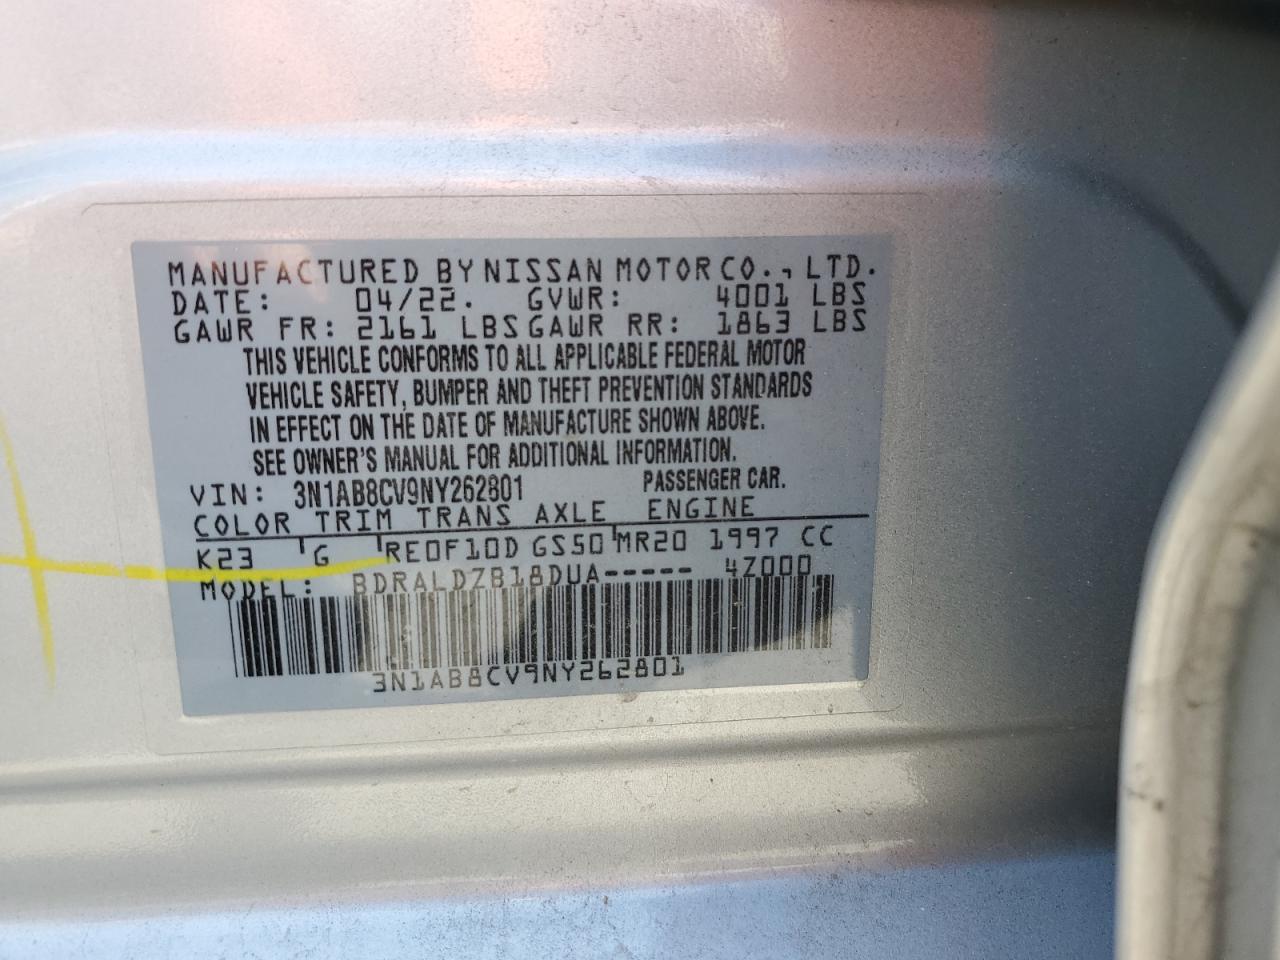 MANUFACTURED BY NISSAN MOTOR CO., LTD.
DATE: 04/22. GVWR: 4001 LBS
GAWR FR: 2161 LBS GAWR RR: 1863 LBS
THIS VEHICLE CONFORMS TO ALL APPLICABLE FEDERAL MOTOR
VEHICLE SAFETY, BUMPER AND THEFT PREVENTION STANDARDS
IN EFFECT ON THE DATE OF MANUFACTURE SHOWN ABOVE.
SEE OWNER'S MANUAL FOR ADDITIONAL INFORMATION.
VIN: 3N1AB8CV9NY262801 PASSENGER CAR.
COLOR TRIM TRANS AXLE ENGINE
K23 G RE0F10D GS50 MR20 1997 CC
MODEL: BDRALDZB18DUA----- 4Z000
3N1AB8CV9NY262801